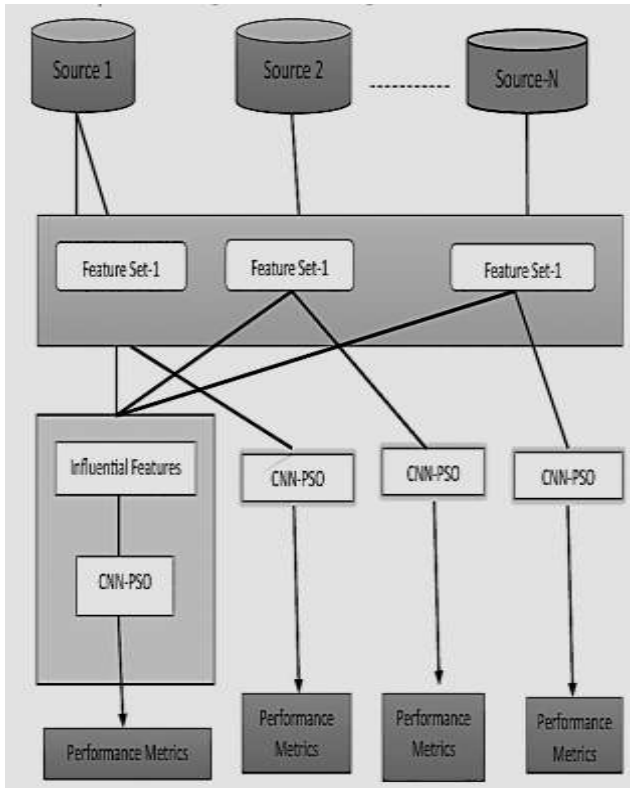 Source 1
Source 2
Source-N
Feature Set-1
Feature Set-1
Feature Set-1
Influential Features
CNN-PSO
CNN-PSO
CNN-PSO
CNN-PSO
Performance Metrics
Performance
Metrics
Performance
Metrics
Performance
Metrics